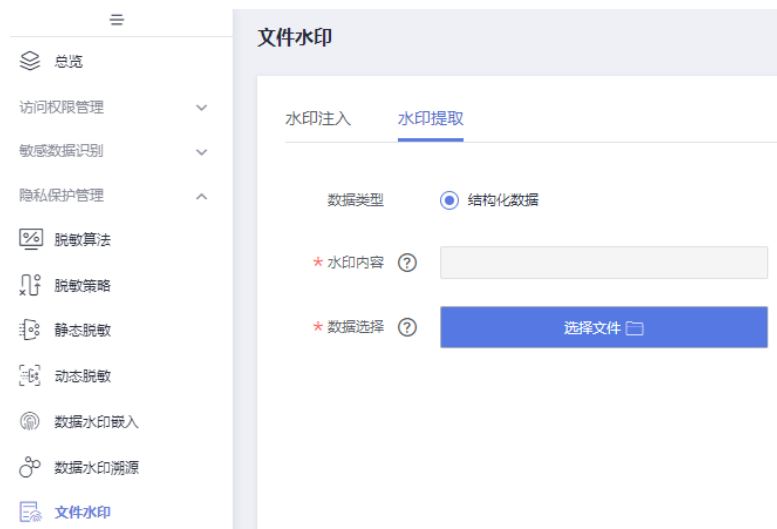 总览
访问权限管理
敏感数据识别
隐私保护管理
脱敏算法
脱敏策略
静态脱敏
动态脱敏
数据水印嵌入
数据水印溯源
文件水印
文件水印
水印注入 水印提取
数据类型 结构化数据
* 水印内容 ?
* 数据选择 ? 选择文件